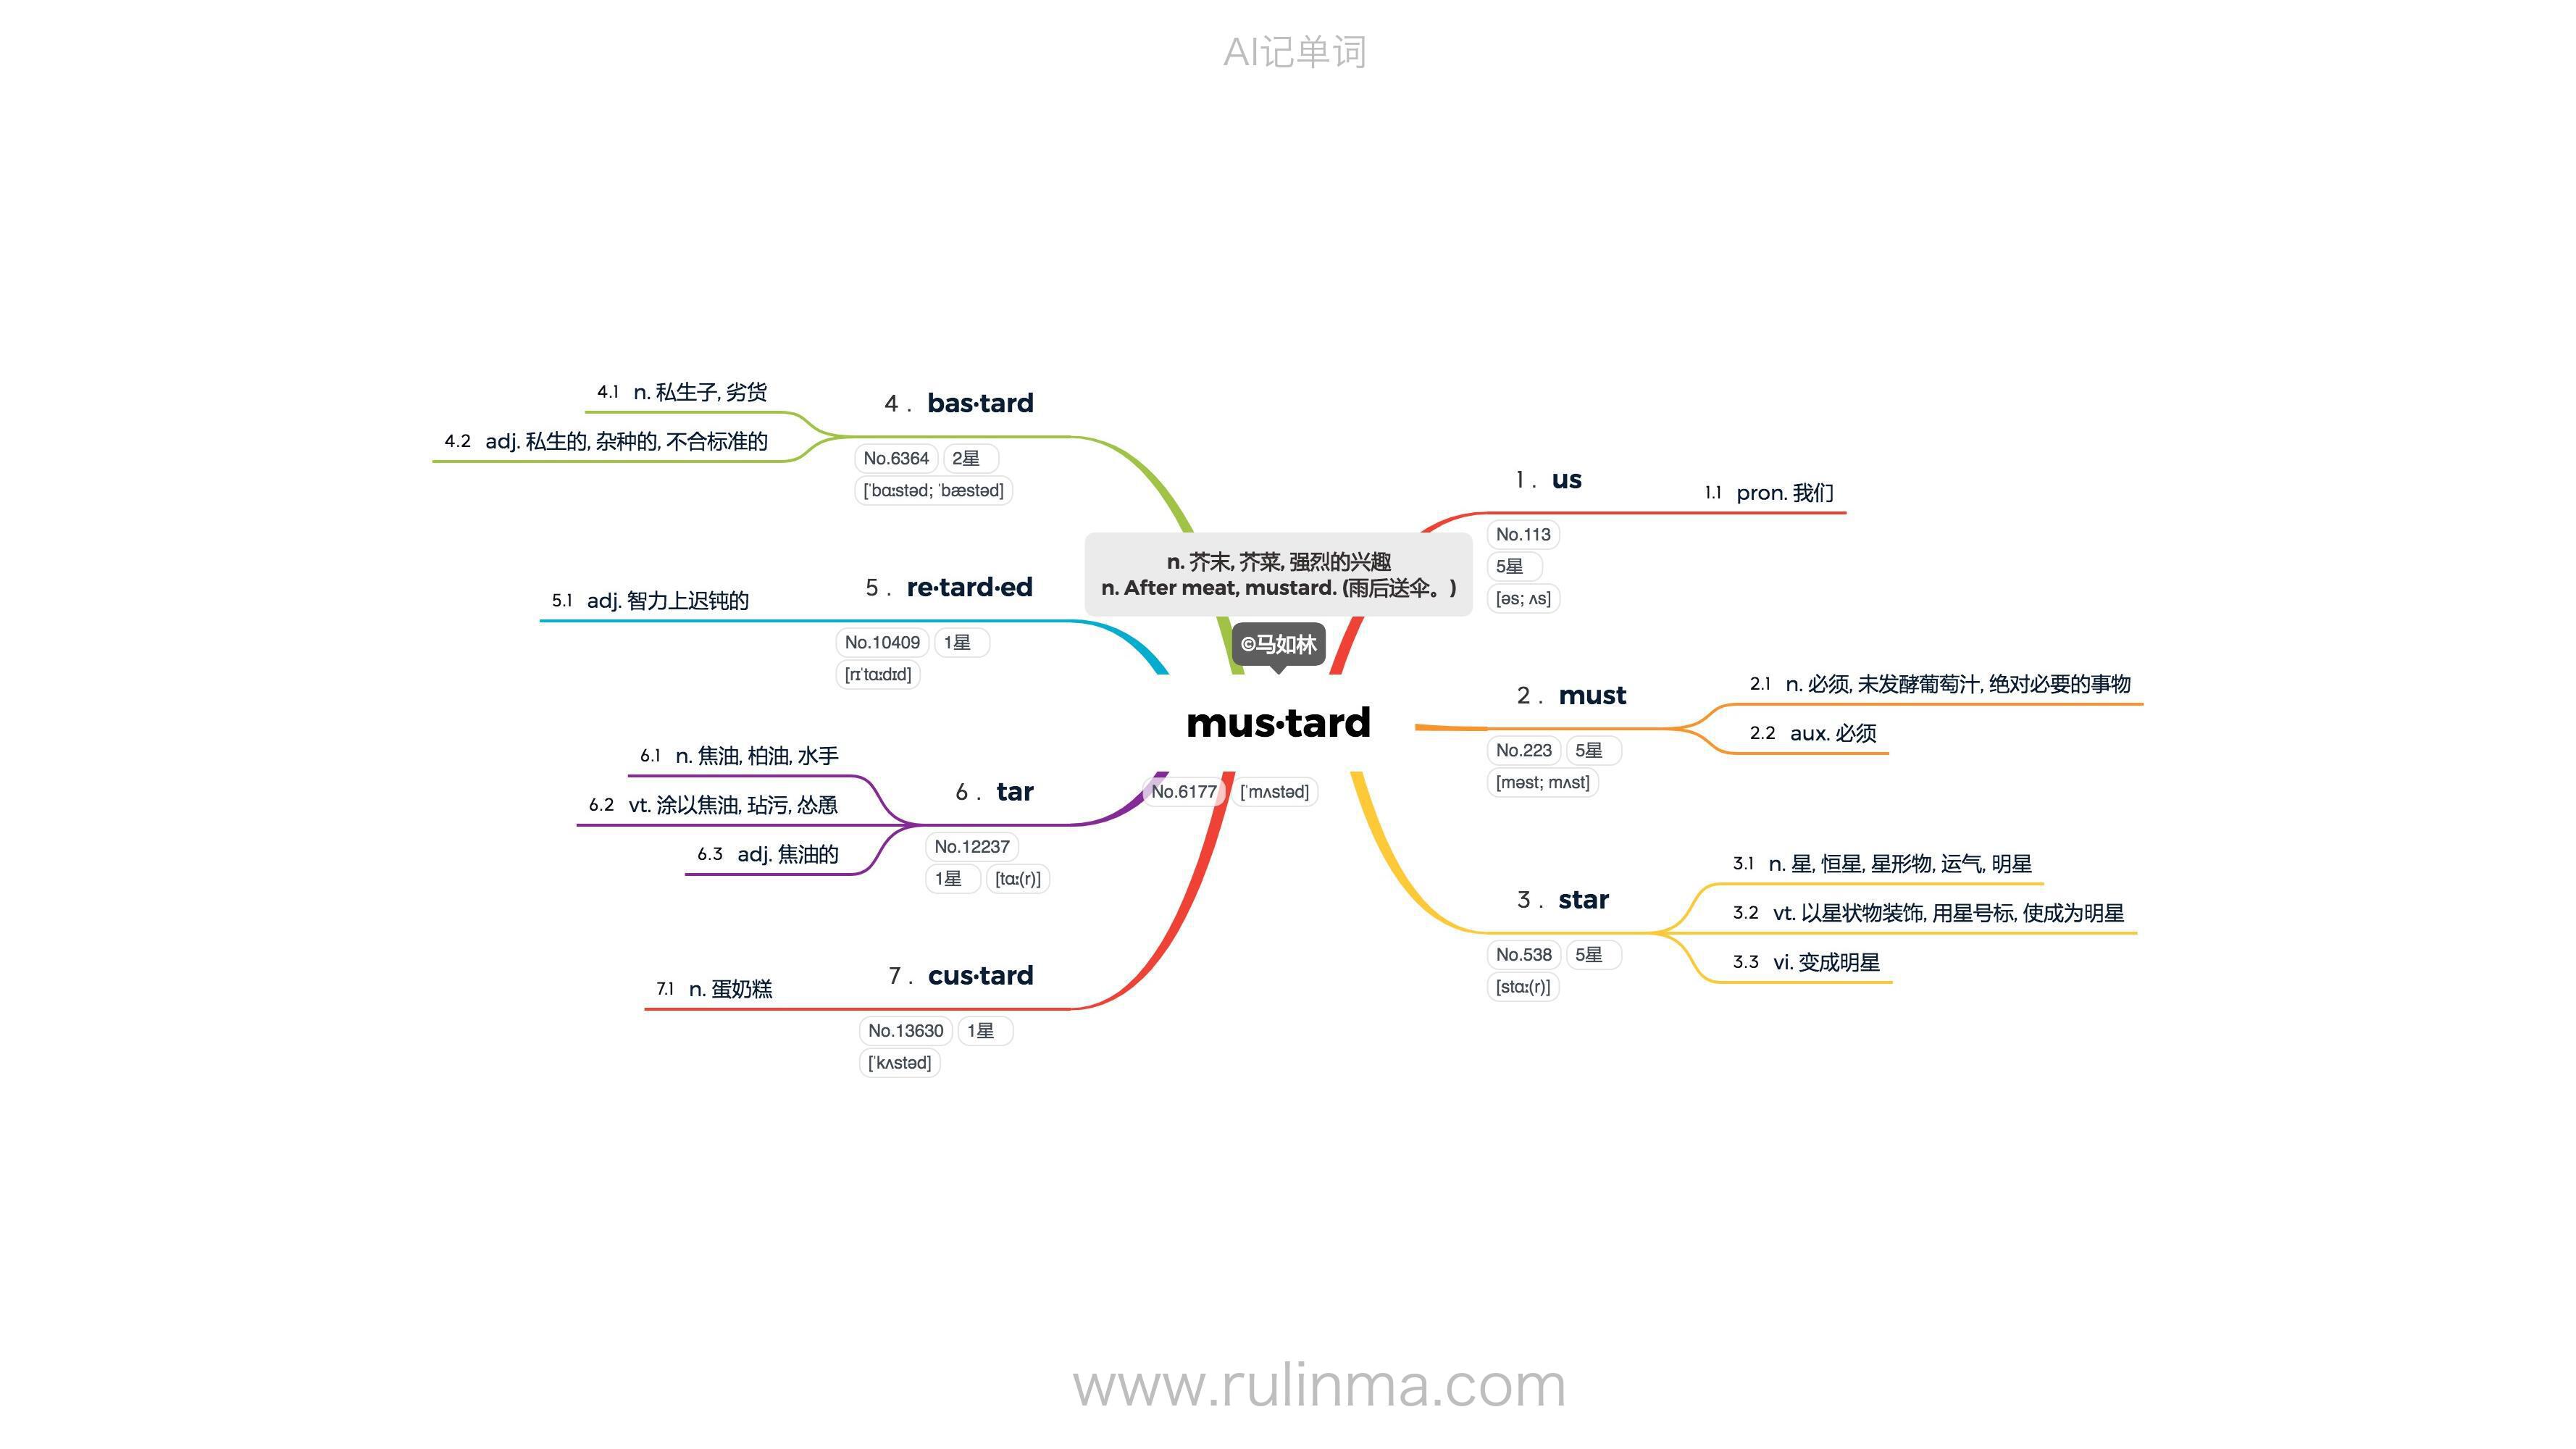 AI记单词
n. 芥末, 芥菜, 强烈的兴趣
n. After meat, mustard. (雨后送伞。)
©马如林
mus·tard
No.6177 [ˈmʌstəd]
1 . us
No.113
5星
[əs; ʌs]
1.1 pron. 我们
2 . must
No.223 5星
[məst; mʌst]
2.1 n. 必须, 未发酵葡萄汁, 绝对必要的事物
2.2 aux. 必须
3 . star
No.538 5星
[stɑː(r)]
3.1 n. 星, 恒星, 星形物, 运气, 明星
3.2 vt. 以星状物装饰, 用星号标, 使成为明星
3.3 vi. 变成明星
4 . bas·tard
No.6364 2星
[ˈbɑːstəd; ˈbæstəd]
4.1 n. 私生子, 劣货
4.2 adj. 私生的, 杂种的, 不合标准的
5 . re·tard·ed
No.10409 1星
[rɪˈtɑːdɪd]
5.1 adj. 智力上迟钝的
6 . tar
No.12237
1星 [tɑː(r)]
6.1 n. 焦油, 柏油, 水手
6.2 vt. 涂以焦油, 玷污, 怂恿
6.3 adj. 焦油的
7 . cus·tard
No.13630 1星
[ˈkʌstəd]
7.1 n. 蛋奶糕
www.rulinma.com